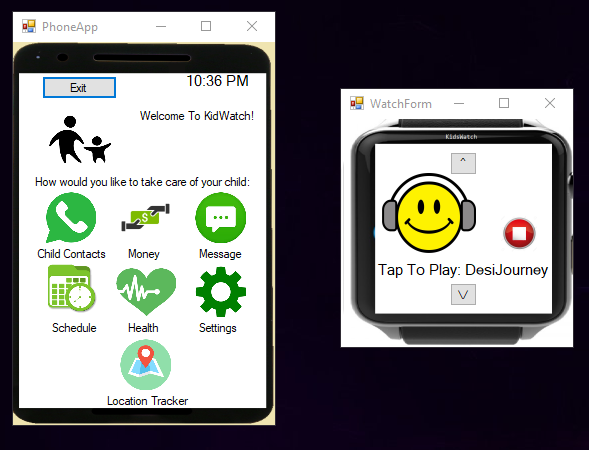 PhoneApp
Exit
10:36 PM
Welcome To KidWatch!
How would you like to take care of your child:
$
Child Contacts
Money
Message
Schedule
Health
Settings
Location Tracker
WatchForm
KidsWatch
^
Tap To Play: DesiJourney
\/